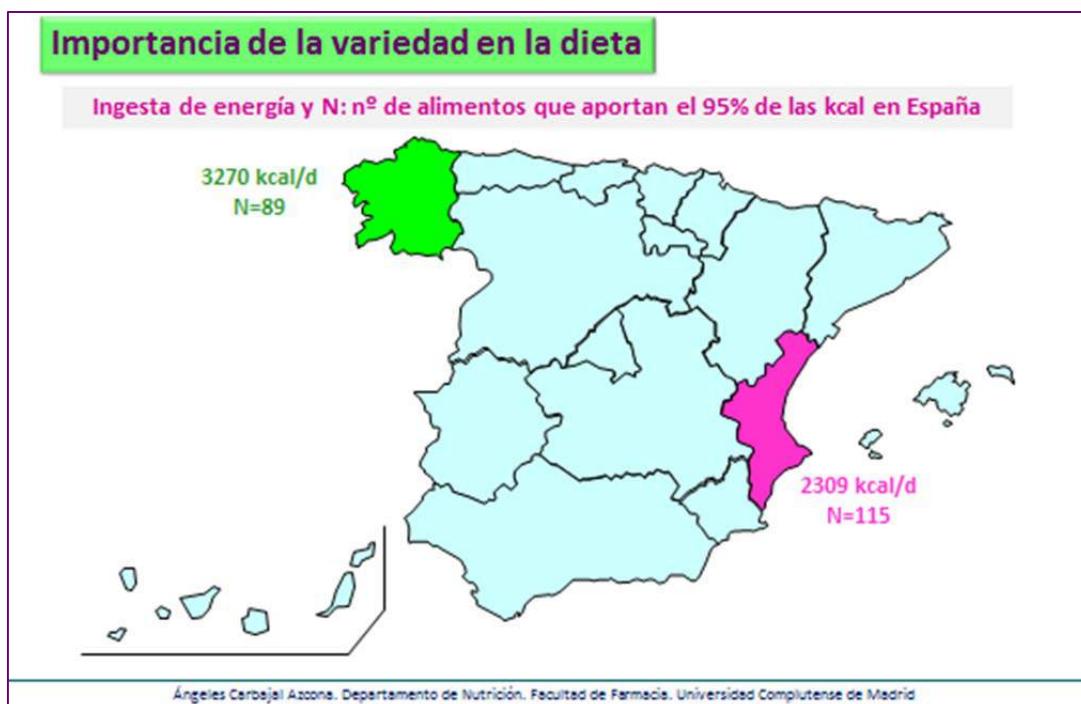 Importancia de la variedad en la dieta
Ingesta de energía y N: nº de alimentos que aportan el 95% de las kcal en España
3270 kcal/d
N=89
2309 kcal/d
N=115
Ángeles Carbajal Azcona. Departamento de Nutrición. Facultad de Farmacia. Universidad Complutense de Madrid